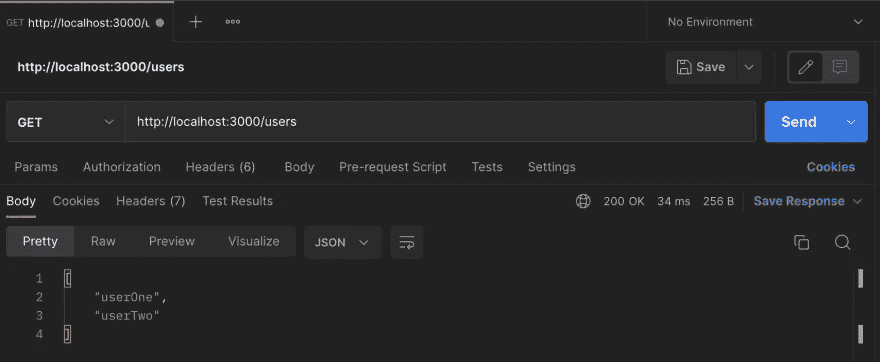 GET http://localhost:3000/u No Environment
http://localhost:3000/users Save
GET http://localhost:3000/users Send
Params Authorization Headers (6) Body Pre-request Script Tests Settings Cookies
Body Cookies Headers (7) Test Results 200 OK 34 ms 256 B Save Response
Pretty Raw Preview Visualize JSON
1 [
2 "userOne",
3 "userTwo"
4 ]